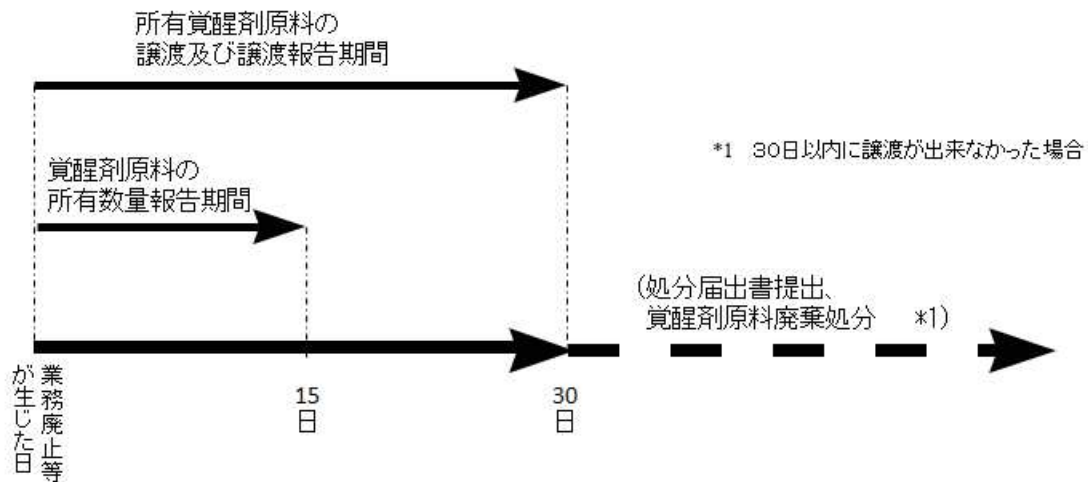 所有覚醒剤原料の
譲渡及び譲渡報告期間
*1 30日以内に譲渡が出来なかった場合
覚醒剤原料の
所有数量報告期間
(処分届出書提出、
覚醒剤原料廃棄処分 *1)
業務廃止等
が生じた日
15
日
30
日